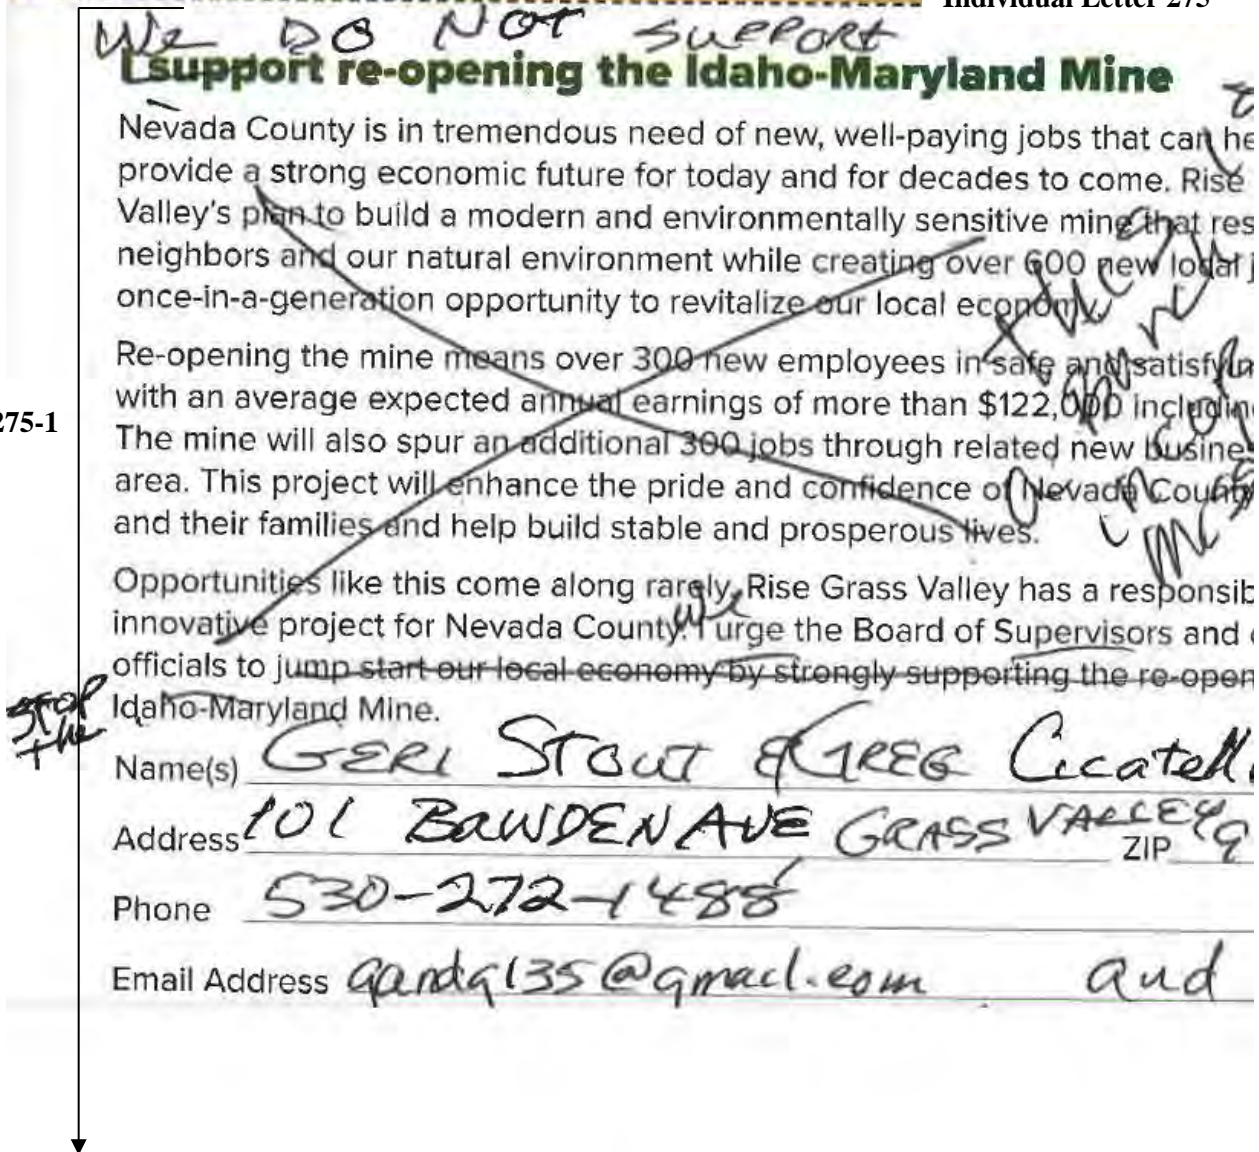 Individual Letter 275
We DO NOT SUPPORT
I support re-opening the Idaho-Maryland Mine
Nevada County is in tremendous need of new, well-paying jobs that can he
provide a strong economic future for today and for decades to come. Rise
Valley's plan to build a modern and environmentally sensitive mine that res
neighbors and our natural environment while creating over 600 new local j
once-in-a-generation opportunity to revitalize our local economy.
Re-opening the mine means over 300 new employees in safe and satisfyin
with an average expected annual earnings of more than $122,000 including
275-1
The mine will also spur an additional 300 jobs through related new busines
area. This project will enhance the pride and confidence of Nevada County
and their families and help build stable and prosperous lives.
Opportunities like this come along rarely. Rise Grass Valley has a responsib
we
innovative project for Nevada County. I urge the Board of Supervisors and
officials to jump start our local economy by strongly supporting the re-open
STOP the
Idaho-Maryland Mine.
Name(s) GERI STOUT & GREG Cicatelli
Address 101 BAWDEN AVE GRASS VALLEY ZIP 9
Phone 530-272-1488
Email Address gandg135@gmail.com and